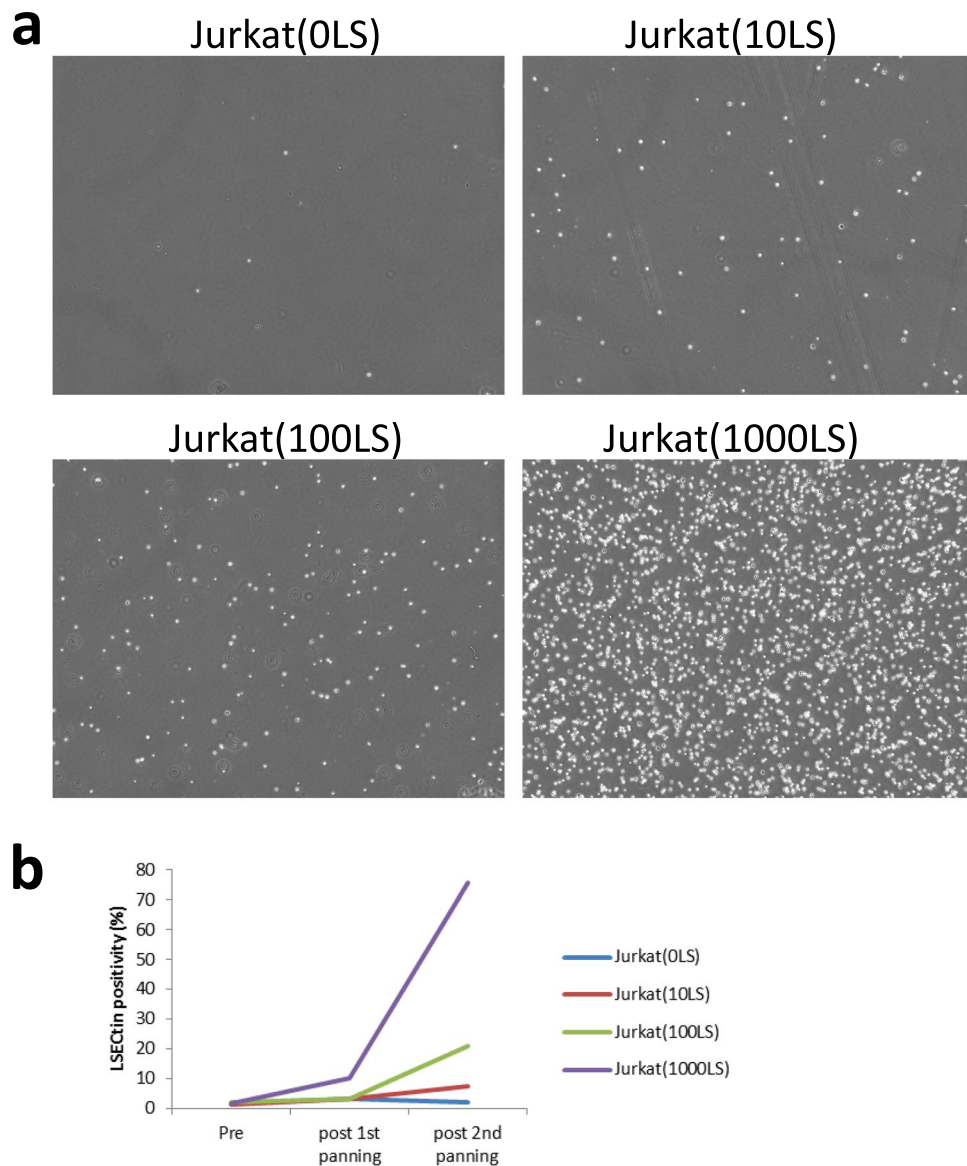 a
Jurkat(0LS)
Jurkat(10LS)
Jurkat(100LS)
Jurkat(1000LS)
b
LSECtin positivity (%)
80
70
60
50
40
30
20
10
0
Pre
post 1st
panning
post 2nd
panning
Jurkat(0LS)
Jurkat(10LS)
Jurkat(100LS)
Jurkat(1000LS)